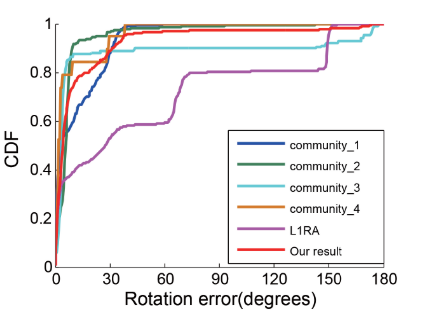 1
0.8
0.6
0.4
0.2
0
CDF
0 30 60 90 120 150 180
Rotation error(degrees)
community_1
community_2
community_3
community_4
L1RA
Our result